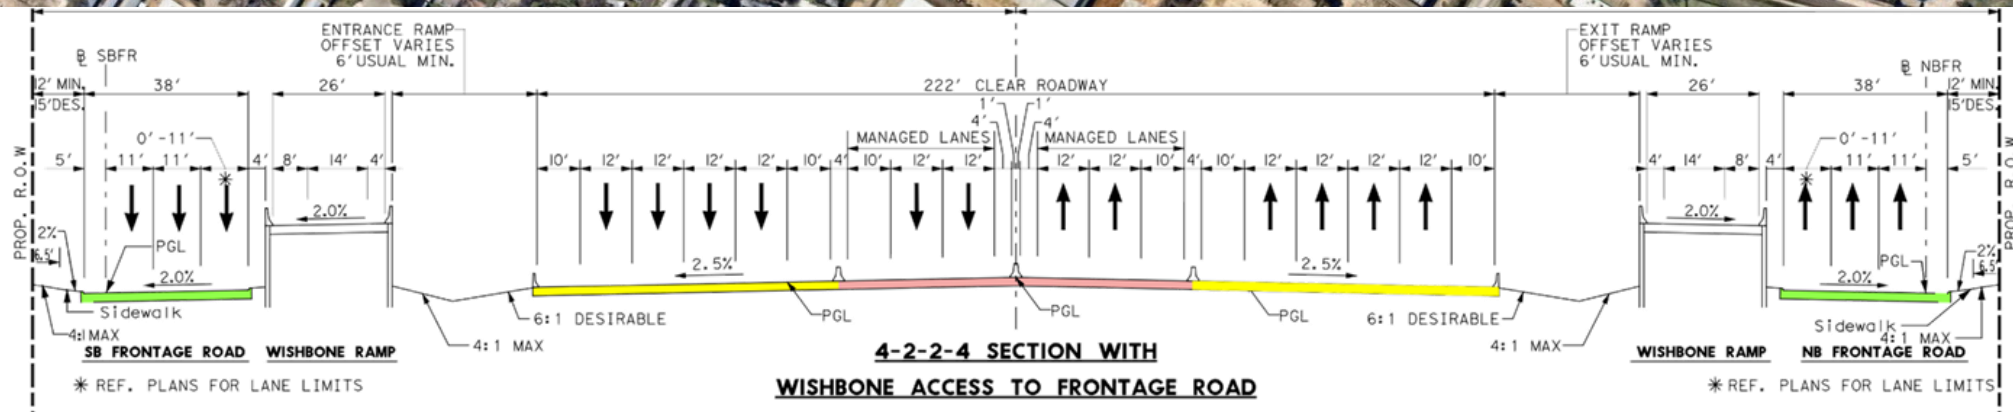 ENTRANCE RAMP
OFFSET VARIES
6' USUAL MIN.
EXIT RAMP
OFFSET VARIES
6' USUAL MIN.
℄ SBFR
℄ NBFR
12' MIN.
15' DES.
38'
26'
222' CLEAR ROADWAY
26'
38'
12' MIN.
15' DES.
1'
1'
4'
4'
MANAGED LANES
MANAGED LANES
0'-11'
0'-11'
5'
11'
11'
4'
8'
14'
4'
10'
12'
12'
12'
12'
10'
4'
10'
12'
12'
12'
12'
10'
4'
10'
12'
12'
12'
12'
10'
4'
14'
8'
4'
11'
11'
5'
*
*
PROP. R.O.W
PROP. R.O.W
2%
6.5'
PGL
2.0%
2.0%
2.5%
2.5%
2.0%
2.0%
PGL
2%
6.5'
Sidewalk
4:1 MAX
4:1 MAX
6:1 DESIRABLE
PGL
PGL
PGL
6:1 DESIRABLE
4:1 MAX
Sidewalk
4:1 MAX
SB FRONTAGE ROAD
WISHBONE RAMP
4-2-2-4 SECTION WITH
WISHBONE ACCESS TO FRONTAGE ROAD
WISHBONE RAMP
NB FRONTAGE ROAD
* REF. PLANS FOR LANE LIMITS
* REF. PLANS FOR LANE LIMITS